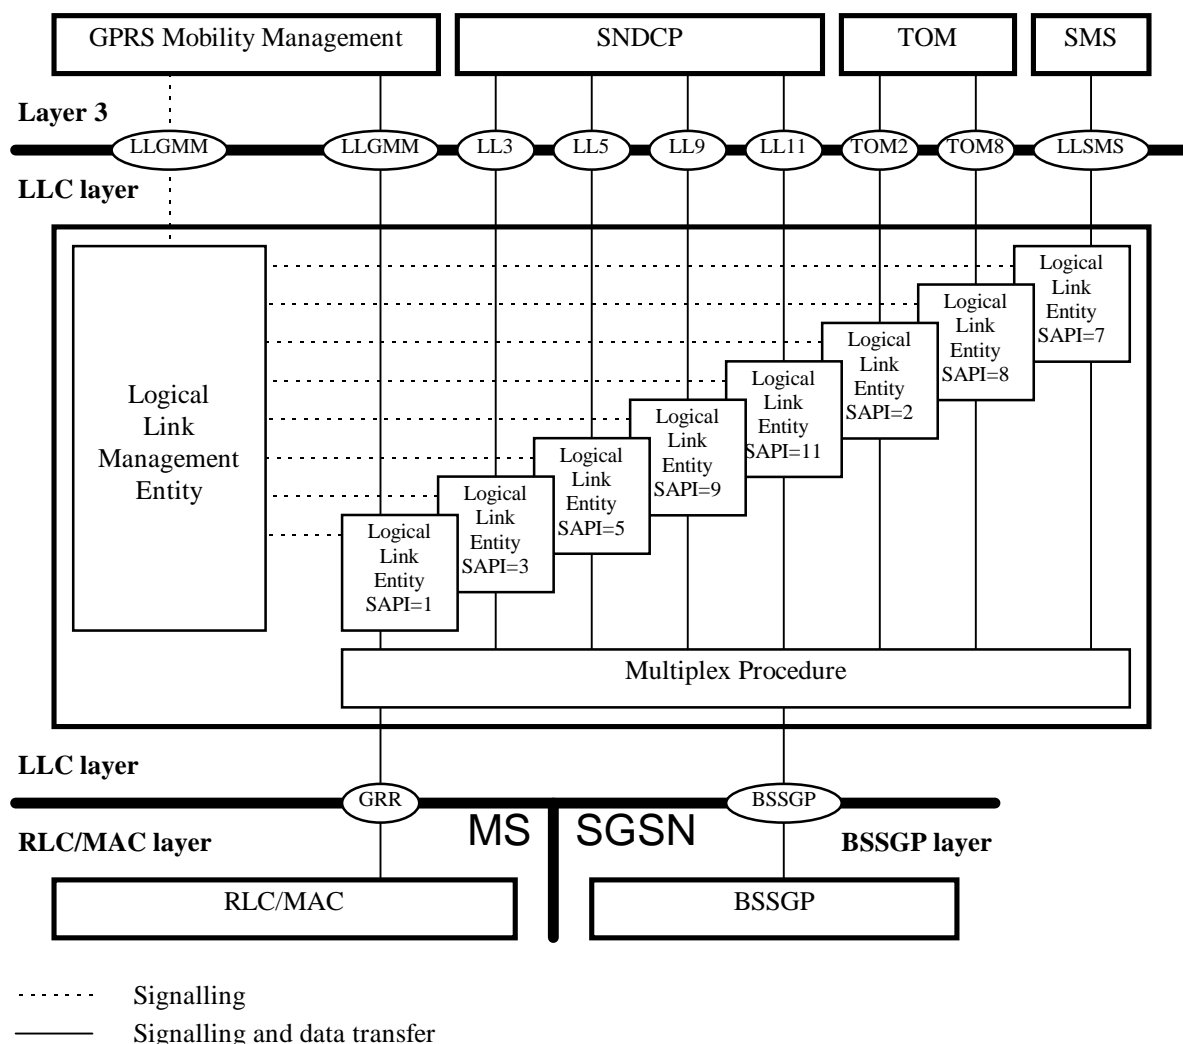 GPRS Mobility Management
SNDCP
TOM
SMS
Layer 3
LLGMM
LLGMM
LL3
LL5
LL9
LL11
TOM2
TOM8
LLSMS
LLC layer
Logical
Link
Entity
SAPI=7
Logical
Link
Entity
SAPI=8
Logical
Link
Entity
SAPI=2
Logical
Link
Entity
SAPI=11
Logical
Link
Entity
SAPI=9
Logical
Link
Entity
SAPI=5
Logical
Link
Entity
SAPI=3
Logical
Link
Entity
SAPI=1
Logical
Link
Management
Entity
Multiplex Procedure
LLC layer
GRR
BSSGP
MS
SGSN
RLC/MAC layer
BSSGP layer
RLC/MAC
BSSGP
Signalling
Signalling and data transfer